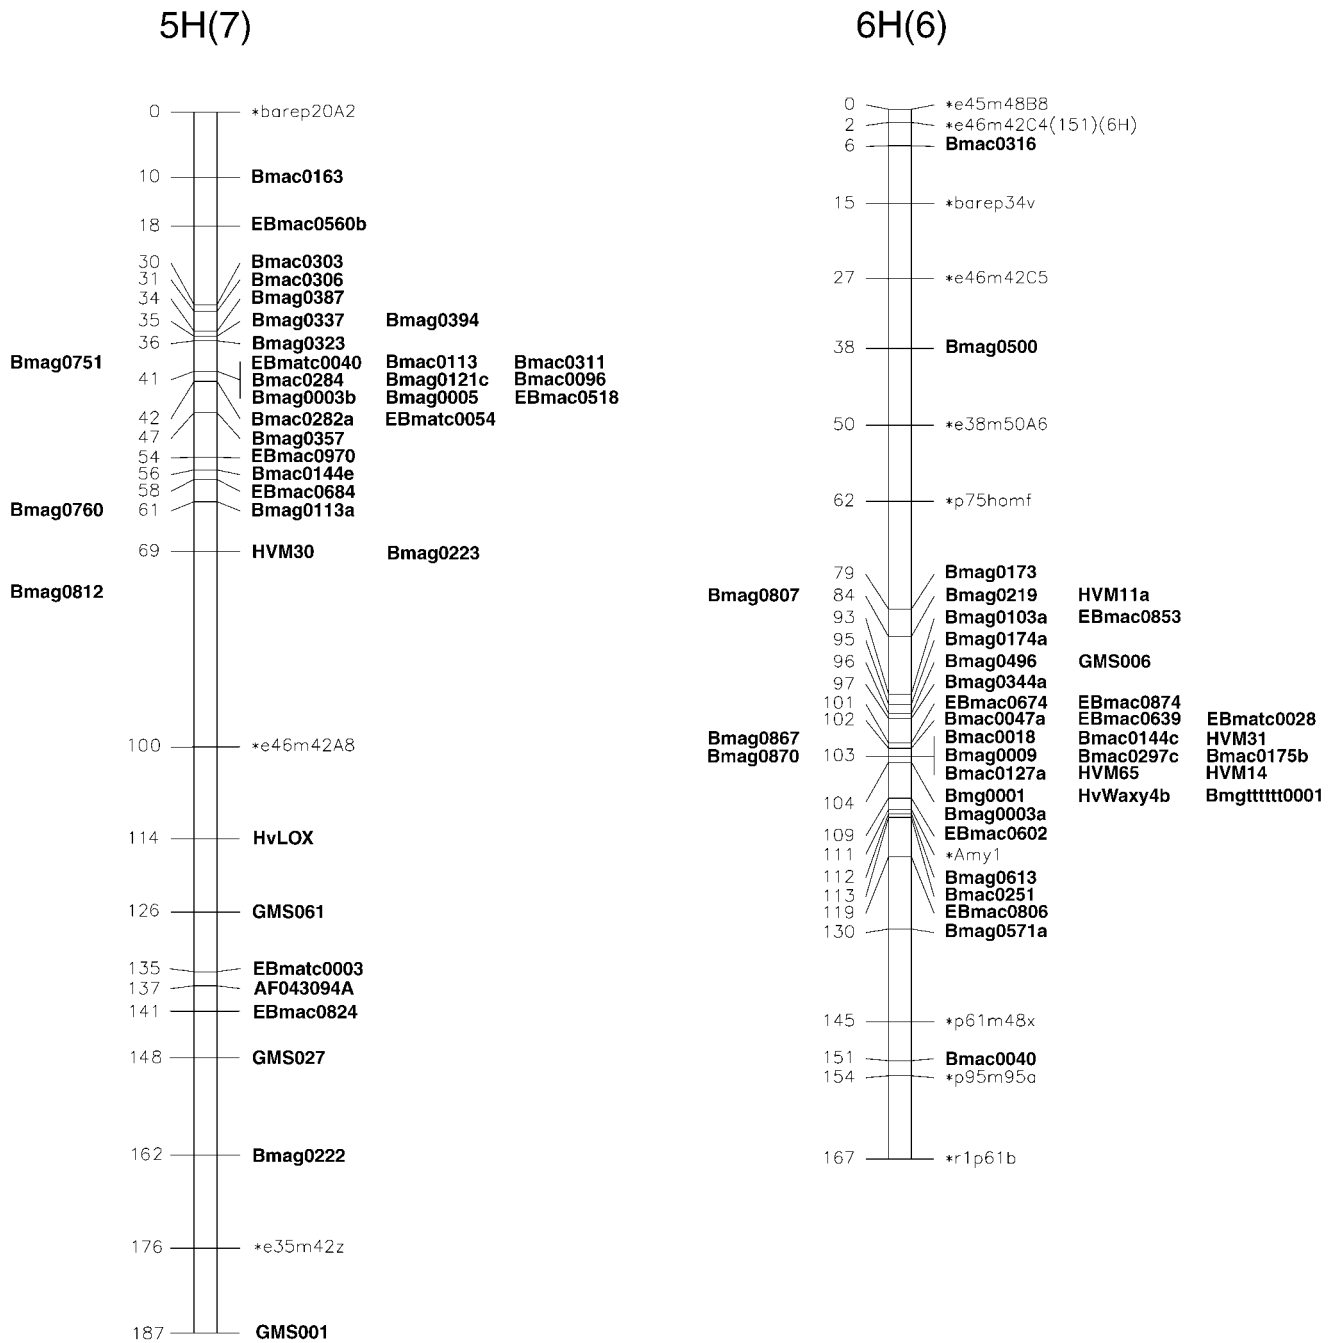 5H(7)
0 *barep20A2
10 Bmac0163
18 EBmac0560b
30 Bmac0303
31 Bmac0306
34 Bmag0387
35 Bmag0337 Bmag0394
36 Bmag0323
Bmag0751 EBmatc0040 Bmac0113 Bmac0311
41 Bmac0284 Bmag0121c Bmac0096
Bmag0003b Bmag0005 EBmac0518
42 Bmac0282a EBmatc0054
47 Bmag0357
54 EBmac0970
56 Bmac0144e
58 EBmac0684
Bmag0760 61 Bmag0113a
69 HVM30 Bmag0223
Bmag0812
100 *e46m42A8
114 HvLOX
126 GMS061
135 EBmatc0003
137 AF043094A
141 EBmac0824
148 GMS027
162 Bmag0222
176 *e35m42z
187 GMS001
6H(6)
0 *e45m48B8
2 *e46m42C4(151)(6H)
6 Bmac0316
15 *barep34v
27 *e46m42C5
38 Bmag0500
50 *e38m50A6
62 *p75homf
79 Bmag0173
Bmag0807 84 Bmag0219 HVM11a
93 Bmag0103a EBmac0853
95 Bmag0174a
96 Bmag0496 GMS006
97 Bmag0344a
101 EBmac0674 EBmac0874
102 Bmac0047a EBmac0639 EBmatc0028
Bmag0867 Bmac0018 Bmac0144c HVM31
Bmag0870 103 Bmag0009 Bmac0297c Bmac0175b
Bmac0127a HVM65 HVM14
104 Bmg0001 HvWaxy4b Bmgtttttt0001
Bmag0003a
109 EBmac0602
111 *Amy1
112 Bmag0613
113 Bmac0251
119 EBmac0806
130 Bmag0571a
145 *p61m48x
151 Bmac0040
154 *p95m95a
167 *r1p61b